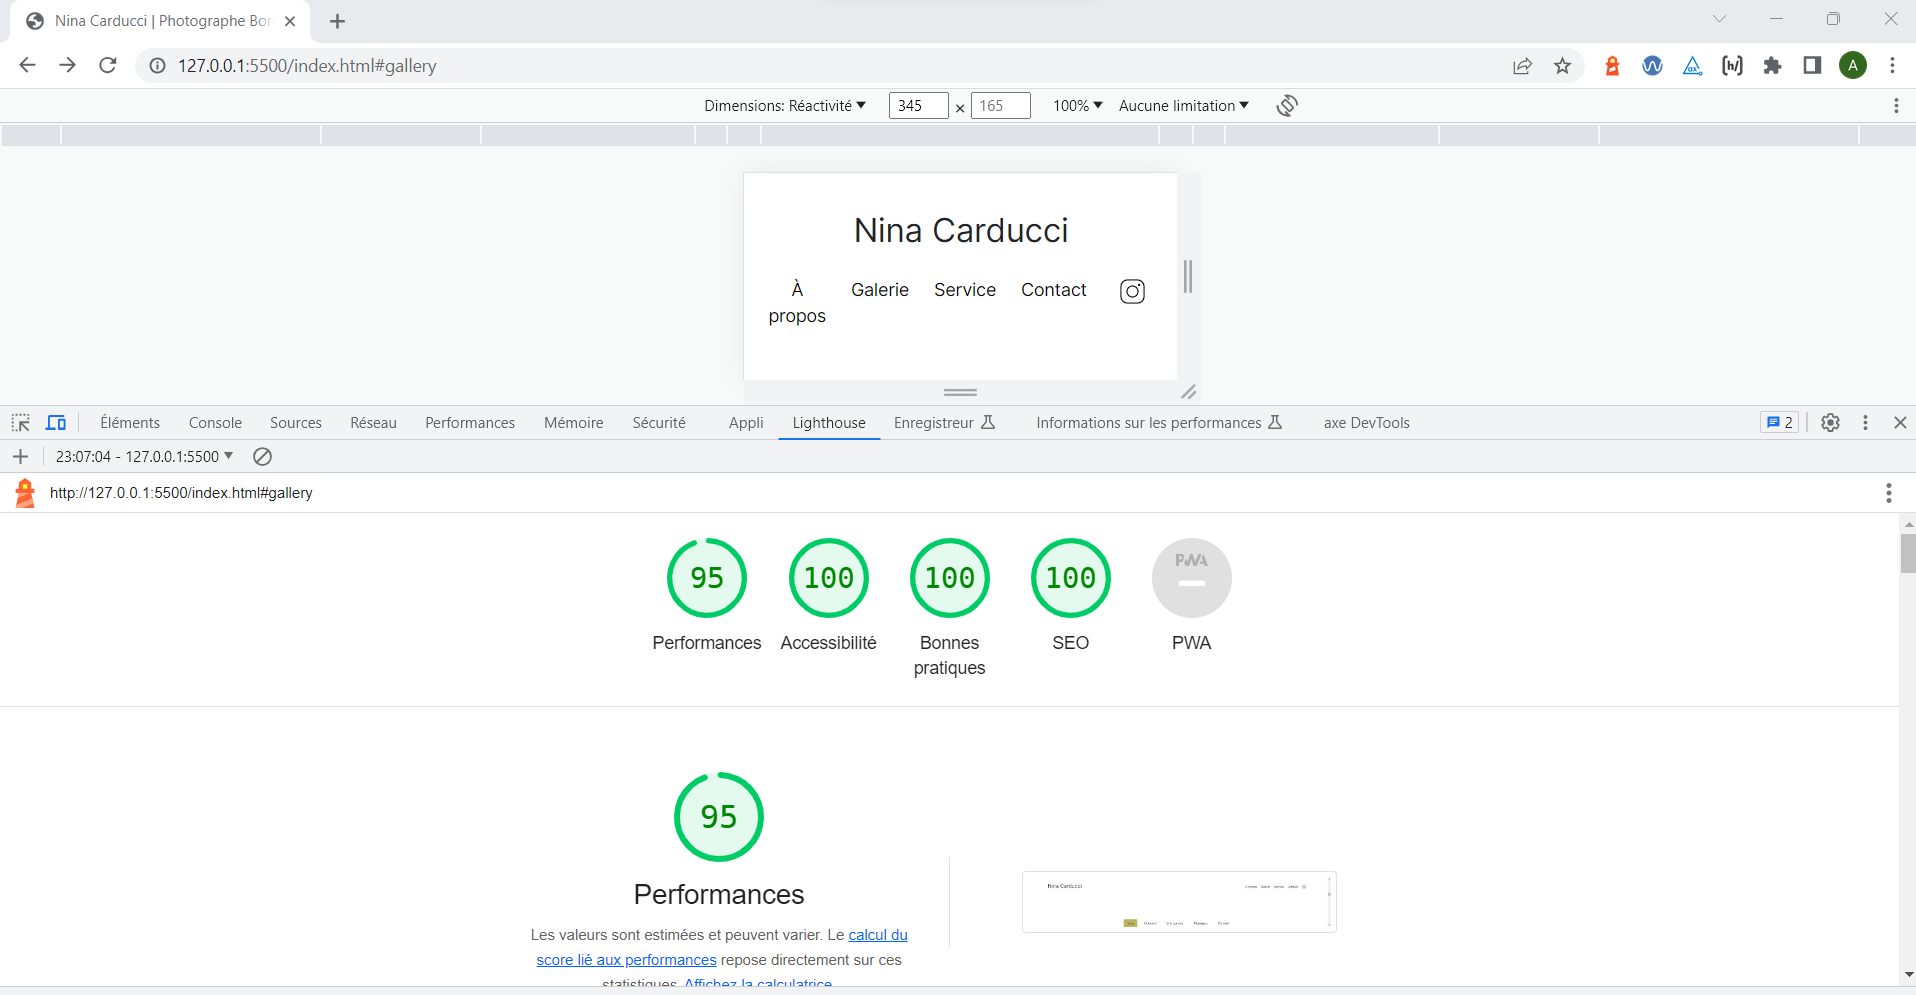 Nina Carducci | Photographe Bor
127.0.0.1:5500/index.html#gallery
A
Dimensions: Réactivité ▼ 345 × 165 100% ▼ Aucune limitation ▼
Nina Carducci
À propos Galerie Service Contact
Éléments Console Sources Réseau Performances Mémoire Sécurité Appli Lighthouse Enregistreur Informations sur les performances axe DevTools 2
23:07:04 - 127.0.0.1:5500 ▼
http://127.0.0.1:5500/index.html#gallery
95 100 100 100 PWA
Performances Accessibilité Bonnes pratiques SEO PWA
95
Performances
Nina Carducci
Les valeurs sont estimées et peuvent varier. Le calcul du
score lié aux performances repose directement sur ces
statistiques. Affichez la calculatrice.